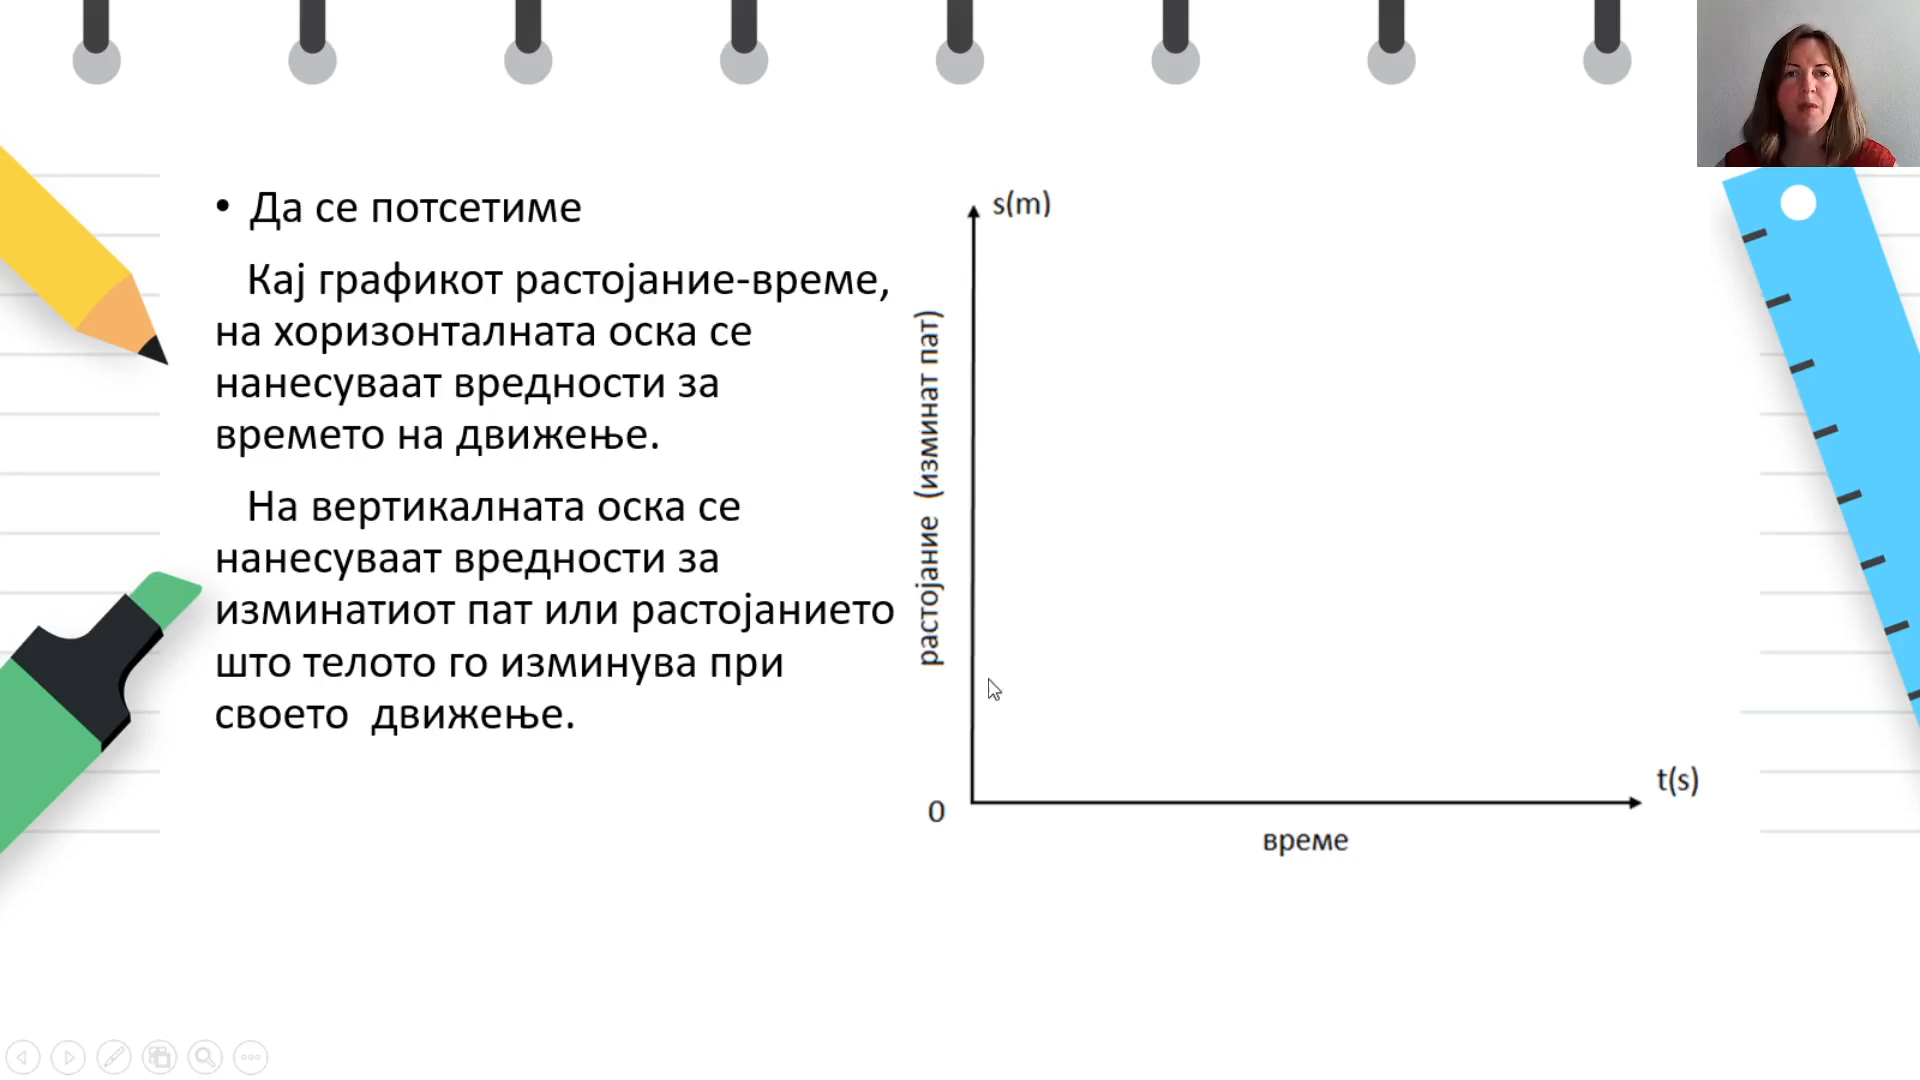 • Да се потсетиме
Кај графикот растојание-време,
на хоризонталната оска се
нанесуваат вредности за
времето на движење.
На вертикалната оска се
нанесуваат вредности за
изминатиот пат или растојанието
што телото го изминува при
своето движење.
s(m)
растојание (изминат пат)
t(s)
0
време